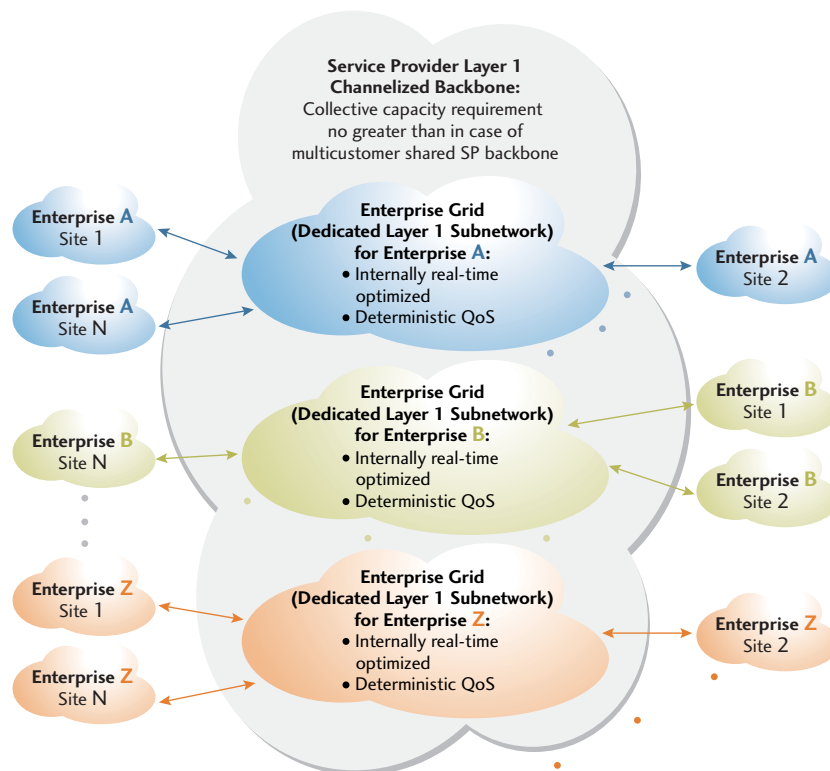 Service Provider Layer 1
Channelized Backbone:
Collective capacity requirement
no greater than in case of
multicustomer shared SP backbone
Enterprise A
Site 1
Enterprise A
Site N
Enterprise Grid
(Dedicated Layer 1 Subnetwork)
for Enterprise A:
• Internally real-time
optimized
• Deterministic QoS
Enterprise A
Site 2
Enterprise B
Site N
Enterprise Grid
(Dedicated Layer 1 Subnetwork)
for Enterprise B:
• Internally real-time
optimized
• Deterministic QoS
Enterprise B
Site 1
Enterprise B
Site 2
Enterprise Z
Site 1
Enterprise Z
Site N
Enterprise Grid
(Dedicated Layer 1 Subnetwork)
for Enterprise Z:
• Internally real-time
optimized
• Deterministic QoS
Enterprise Z
Site 2